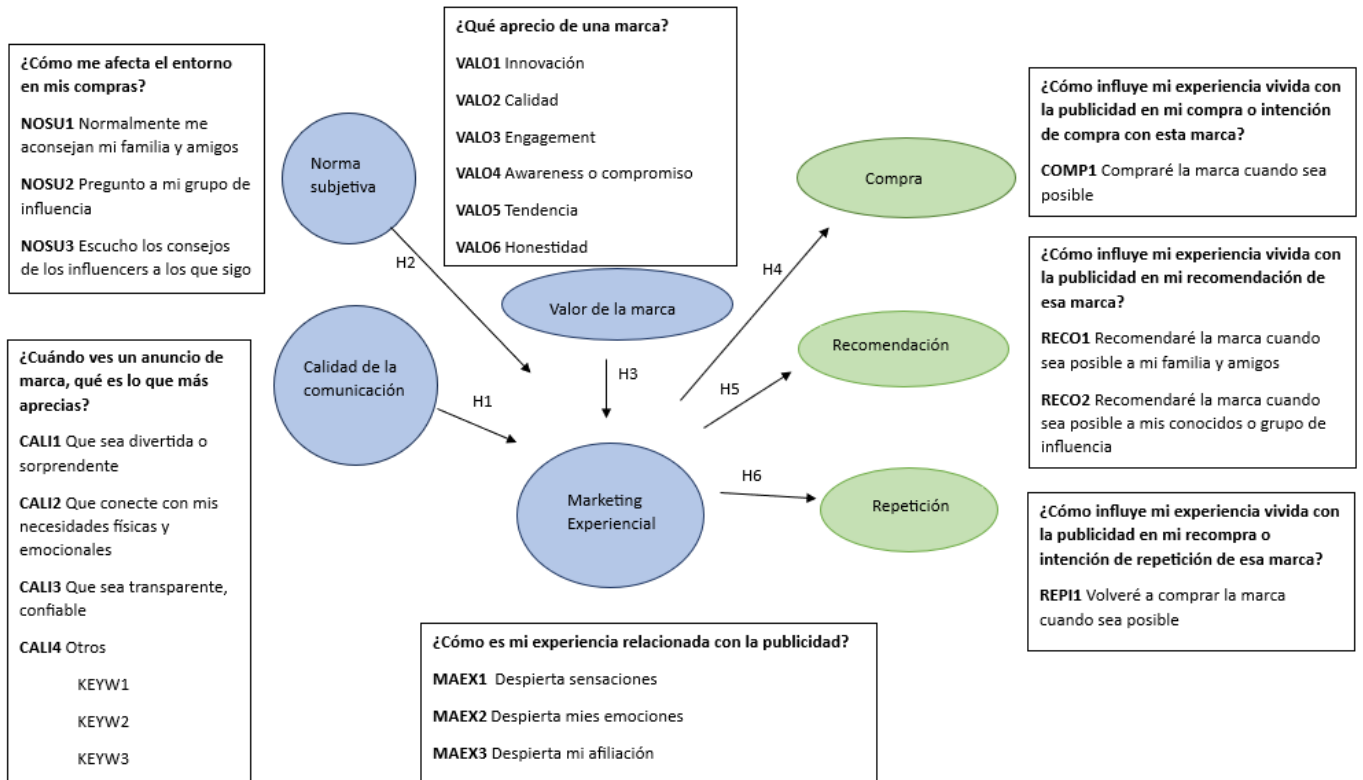 ¿Cómo me afecta el entorno
en mis compras?
NOSU1 Normalmente me
aconsejan mi familia y amigos
NOSU2 Pregunto a mi grupo de
influencia
NOSU3 Escucho los consejos
de los influencers a los que sigo
¿Cuándo ves un anuncio de
marca, qué es lo que más
aprecias?
CALI1 Que sea divertida o
sorprendente
CALI2 Que conecte con mis
necesidades físicas y
emocionales
CALI3 Que sea transparente,
confiable
CALI4 Otros
KEYW1
KEYW2
KEYW3
Norma
subjetiva
H2
Calidad de la
comunicación
H1
¿Qué aprecio de una marca?
VALO1 Innovación
VALO2 Calidad
VALO3 Engagement
VALO4 Awareness o compromiso
VALO5 Tendencia
VALO6 Honestidad
Valor de la marca
H3
Marketing
Experiencial
¿Cómo es mi experiencia relacionada con la publicidad?
MAEX1 Despierta sensaciones
MAEX2 Despierta mies emociones
MAEX3 Despierta mi afiliación
H4
H5
H6
Compra
Recomendación
Repetición
¿Cómo influye mi experiencia vivida con
la publicidad en mi compra o intención
de compra con esta marca?
COMP1 Compraré la marca cuando sea
posible
¿Cómo influye mi experiencia vivida con
la publicidad en mi recomendación de
esa marca?
RECO1 Recomendaré la marca cuando
sea posible a mi familia y amigos
RECO2 Recomendaré la marca cuando
sea posible a mis conocidos o grupo de
influencia
¿Cómo influye mi experiencia vivida con
la publicidad en mi recompra o
intención de repetición de esa marca?
REPI1 Volveré a comprar la marca
cuando sea posible